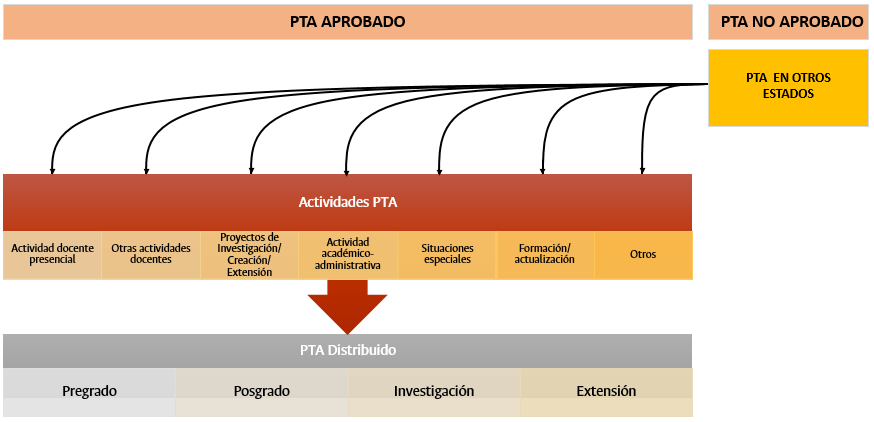 PTA APROBADO
PTA NO APROBADO
PTA EN OTROS
ESTADOS
Actividades PTA
Actividad docente
presencial
Otras actividades
docentes
Proyectos de
Investigación/
Creación/
Extensión
Actividad
académico-
administrativa
Situaciones
especiales
Formación/
actualización
Otros
PTA Distribuido
Pregrado
Posgrado
Investigación
Extensión